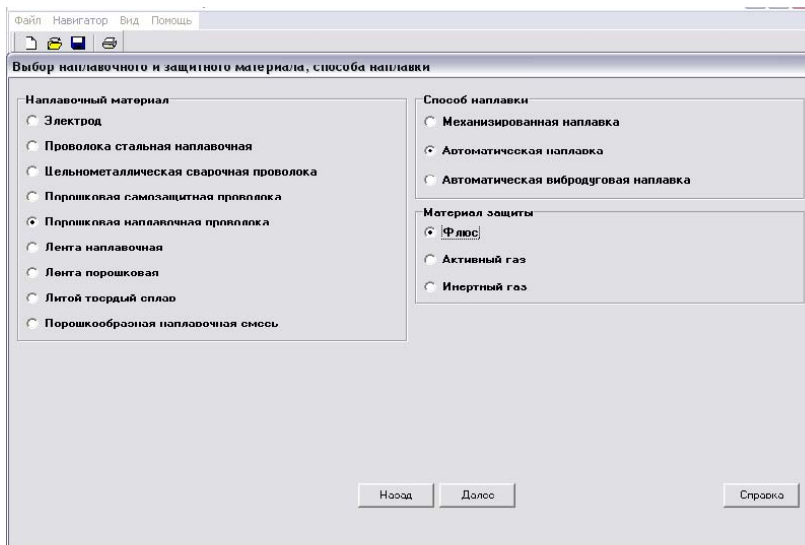 Файл Навигатор Вид Помощь
Выбор наплавочного и защитного материала, способа наплавки
Наплавочный материал
Электрод
Проволока стальная наплавочная
Цельнометаллическая сварочная проволока
Порошковая самозащитная проволока
Порошковая наплавочная проволока
Лента наплавочная
Лента порошковая
Литой твердый сплав
Порошкообразная наплавочная смесь
Способ наплавки
Механизированная наплавка
Автоматическая наплавка
Автоматическая вибродуговая наплавка
Материал защиты
Флюс
Активный газ
Инертный газ
Назад Далее Справка